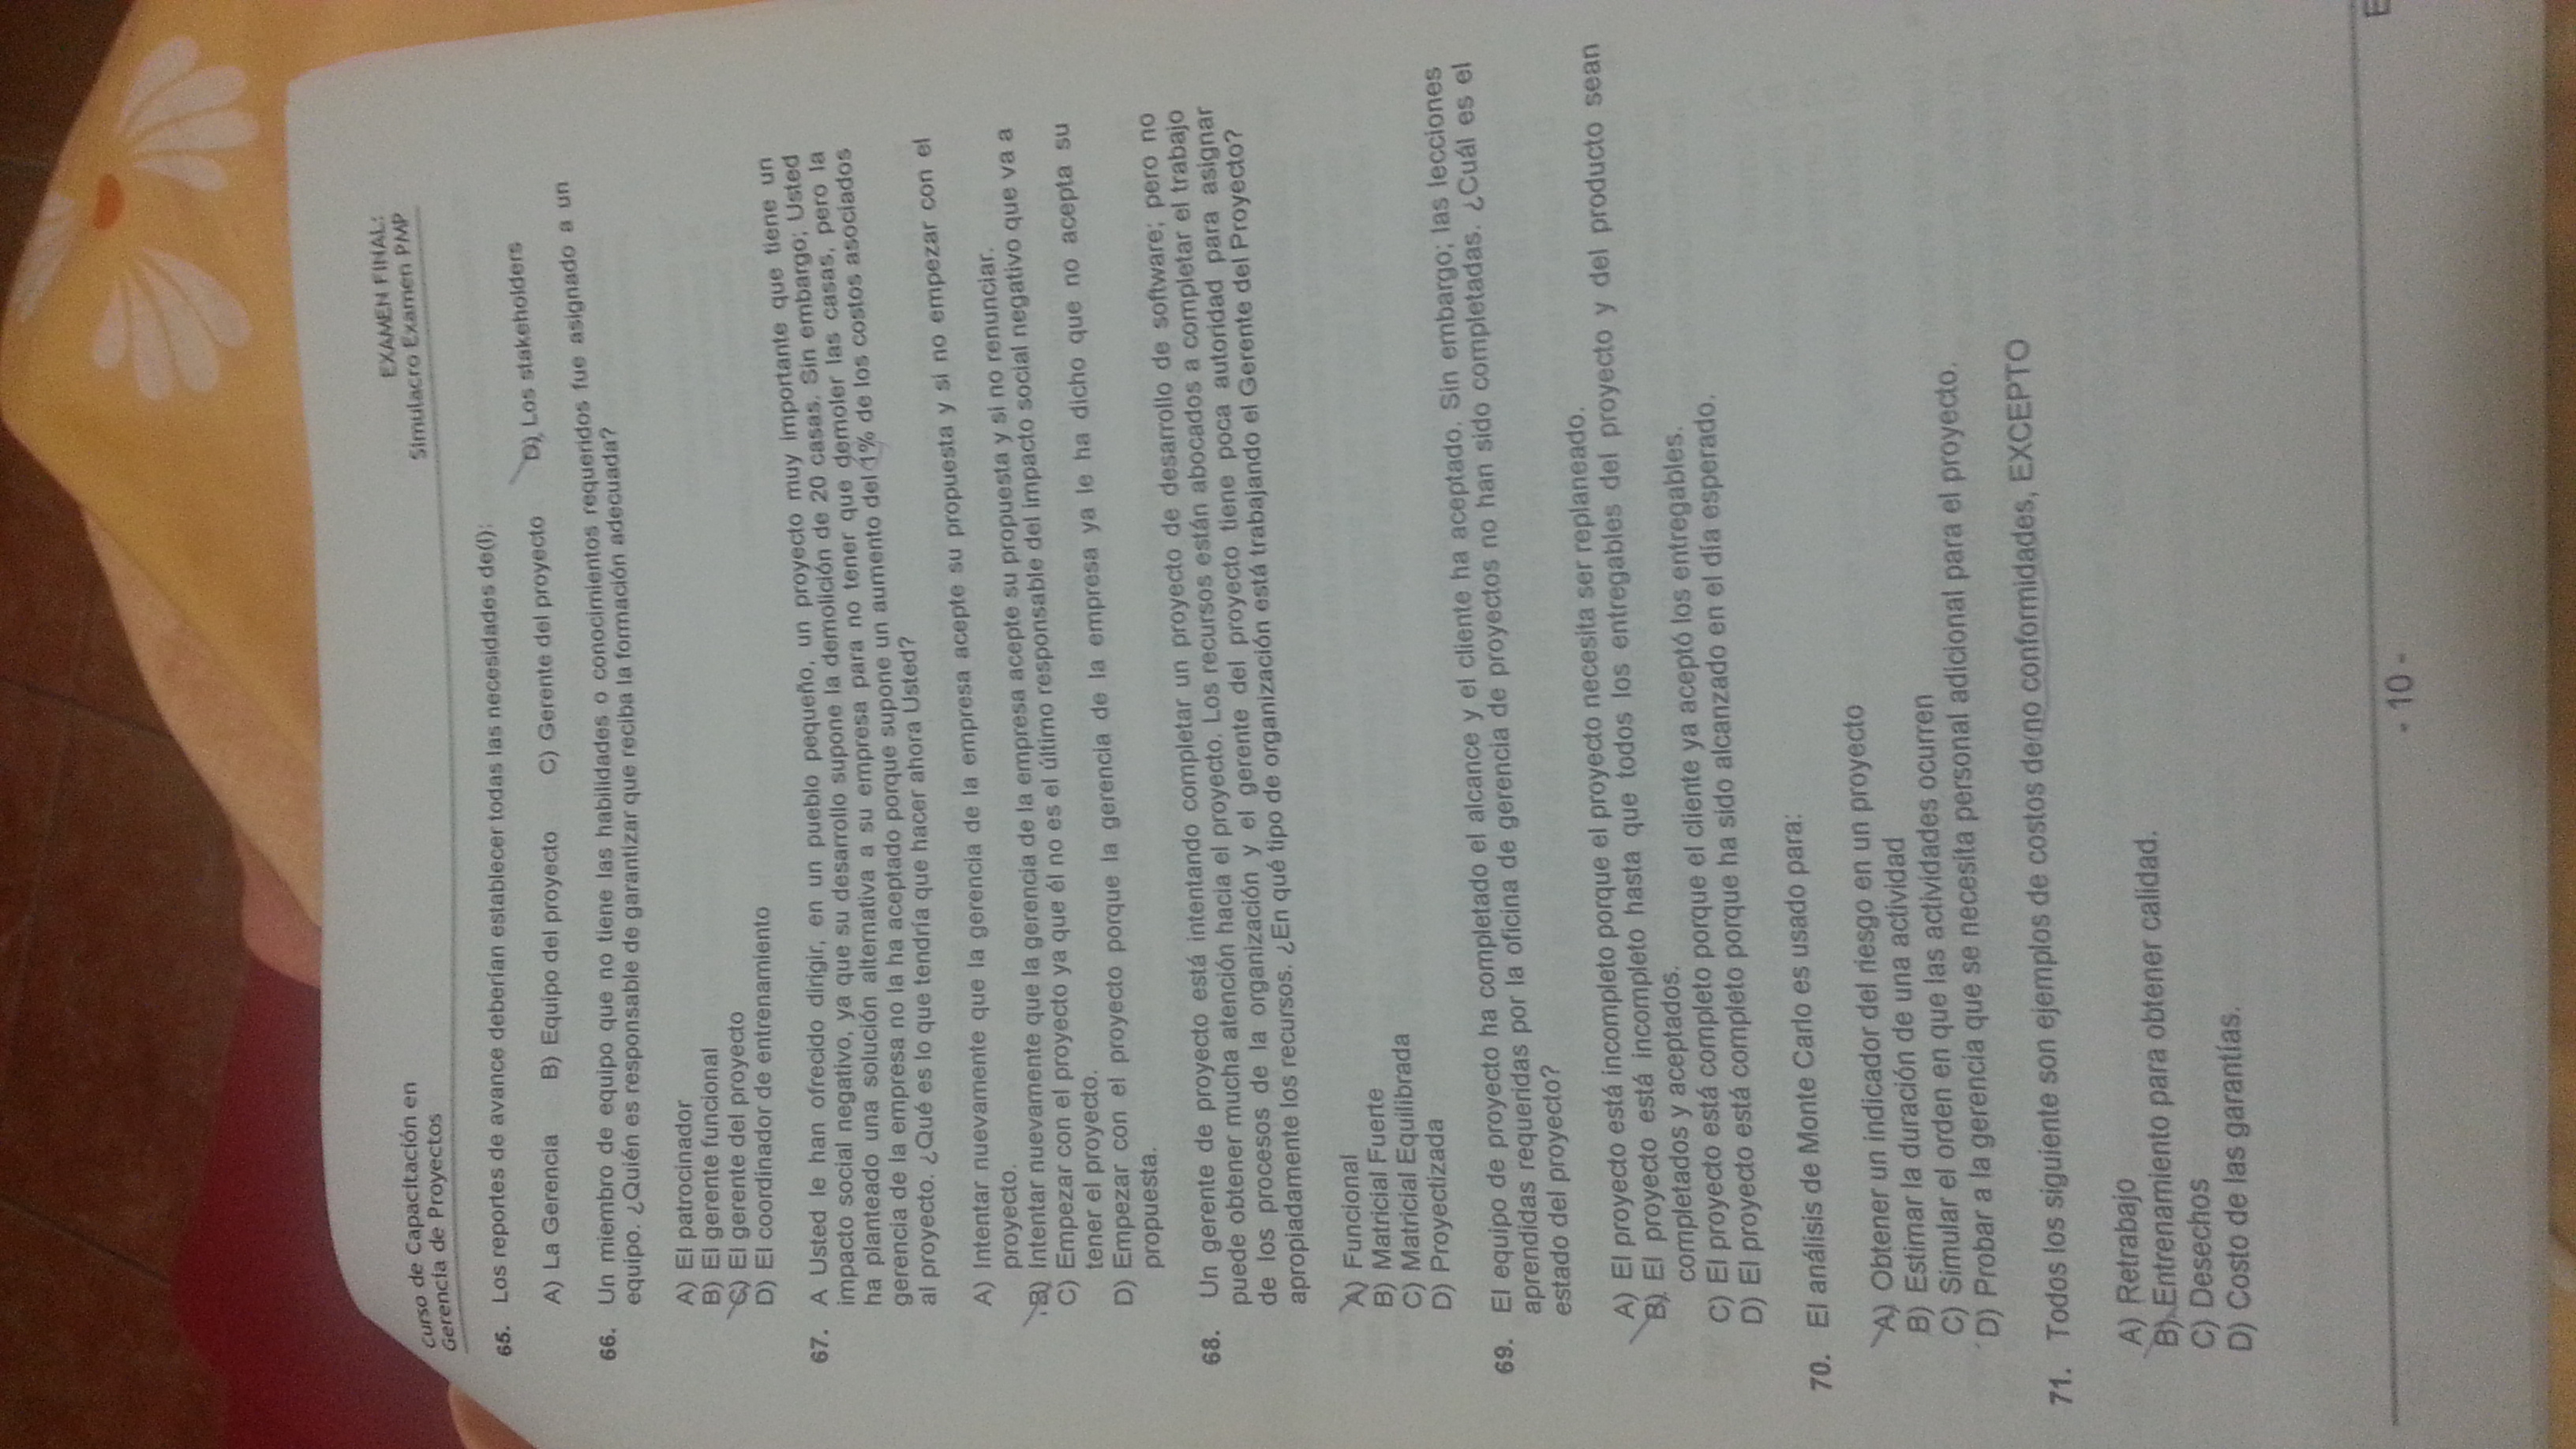 Curso de Capacitación en
Gerencia de Proyectos
EXAMEN FINAL:
Simulacro Examen PMP
65. Los reportes de avance deberían establecer todas las necesidades de(l):
A) La Gerencia B) Equipo del proyecto C) Gerente del proyecto D) Los stakeholders
66. Un miembro de equipo que no tiene las habilidades o conocimientos requeridos fue asignado a un
equipo. ¿Quién es responsable de garantizar que reciba la formación adecuada?
A) El patrocinador
B) El gerente funcional
C) El gerente del proyecto
D) El coordinador de entrenamiento
67. A Usted le han ofrecido dirigir, en un pueblo pequeño, un proyecto muy importante que tiene un
impacto social negativo, ya que su desarrollo supone la demolición de 20 casas. Sin embargo; Usted
ha planteado una solución alternativa a su empresa para no tener que demoler las casas, pero la
gerencia de la empresa no la ha aceptado porque supone un aumento del 1% de los costos asociados
al proyecto. ¿Qué es lo que tendría que hacer ahora Usted?
A) Intentar nuevamente que la gerencia de la empresa acepte su propuesta y si no empezar con el
proyecto.
B) Intentar nuevamente que la gerencia de la empresa acepte su propuesta y si no renunciar.
C) Empezar con el proyecto ya que él no es el último responsable del impacto social negativo que va a
tener el proyecto.
D) Empezar con el proyecto porque la gerencia de la empresa ya le ha dicho que no acepta su
propuesta.
68. Un gerente de proyecto está intentando completar un proyecto de desarrollo de software; pero no
puede obtener mucha atención hacia el proyecto. Los recursos están abocados a completar el trabajo
de los procesos de la organización y el gerente del proyecto tiene poca autoridad para asignar
apropiadamente los recursos. ¿En qué tipo de organización está trabajando el Gerente del Proyecto?
A) Funcional
B) Matricial Fuerte
C) Matricial Equilibrada
D) Proyectizada
69. El equipo de proyecto ha completado el alcance y el cliente ha aceptado. Sin embargo; las lecciones
aprendidas requeridas por la oficina de gerencia de proyectos no han sido completadas. ¿Cuál es el
estado del proyecto?
A) El proyecto está incompleto porque el proyecto necesita ser replaneado.
B) El proyecto está incompleto hasta que todos los entregables del proyecto y del producto sean
completados y aceptados.
C) El proyecto está completo porque el cliente ya aceptó los entregables.
D) El proyecto está completo porque ha sido alcanzado en el día esperado.
70. El análisis de Monte Carlo es usado para:
A) Obtener un indicador del riesgo en un proyecto
B) Estimar la duración de una actividad
C) Simular el orden en que las actividades ocurren
D) Probar a la gerencia que se necesita personal adicional para el proyecto.
71. Todos los siguiente son ejemplos de costos de no conformidades, EXCEPTO
A) Retrabajo
B) Entrenamiento para obtener calidad.
C) Desechos
D) Costo de las garantías.
- 10 -
E